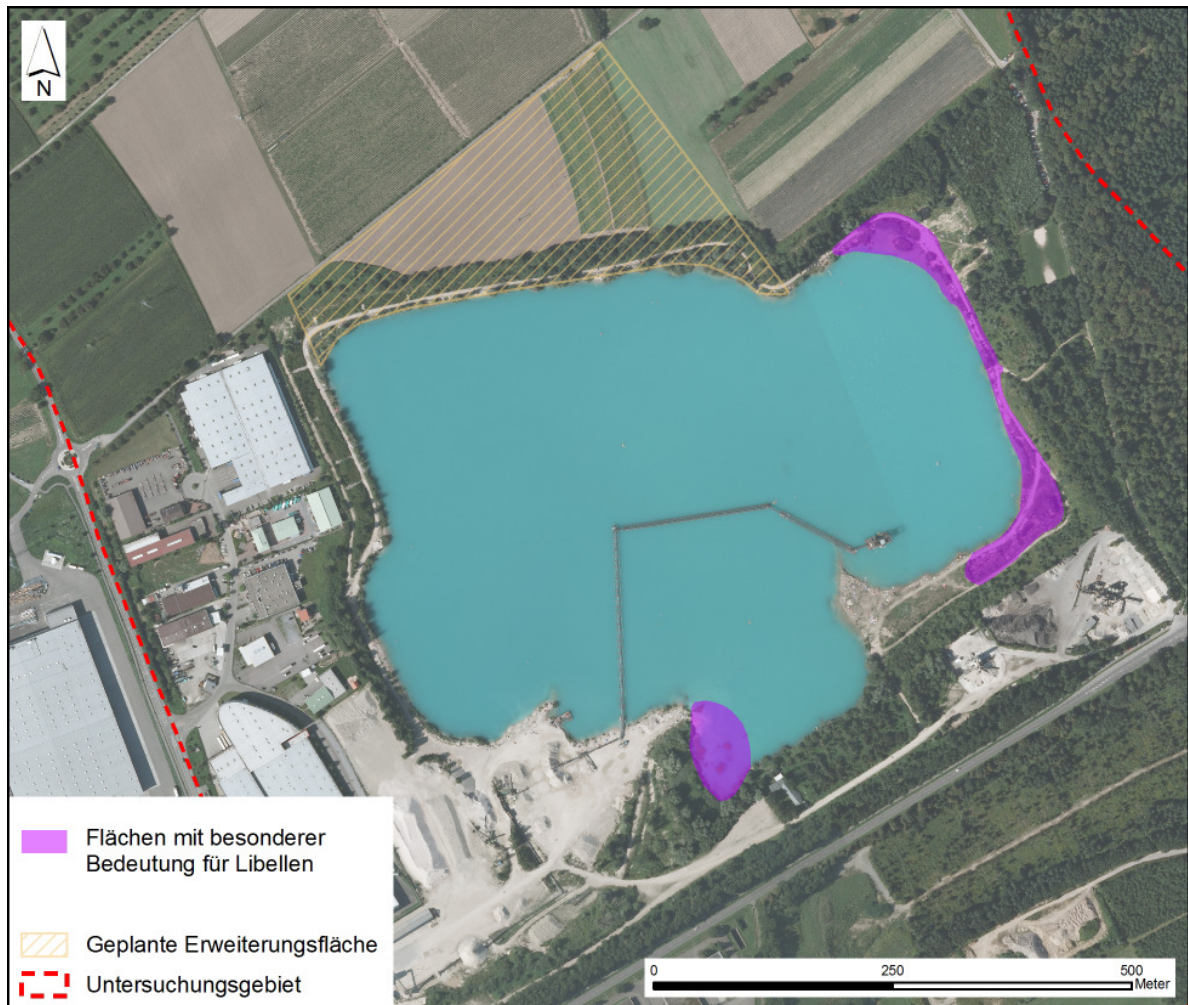 N
Flächen mit besonderer
Bedeutung für Libellen
Geplante Erweiterungsfläche
Untersuchungsgebiet
0 250 500
Meter